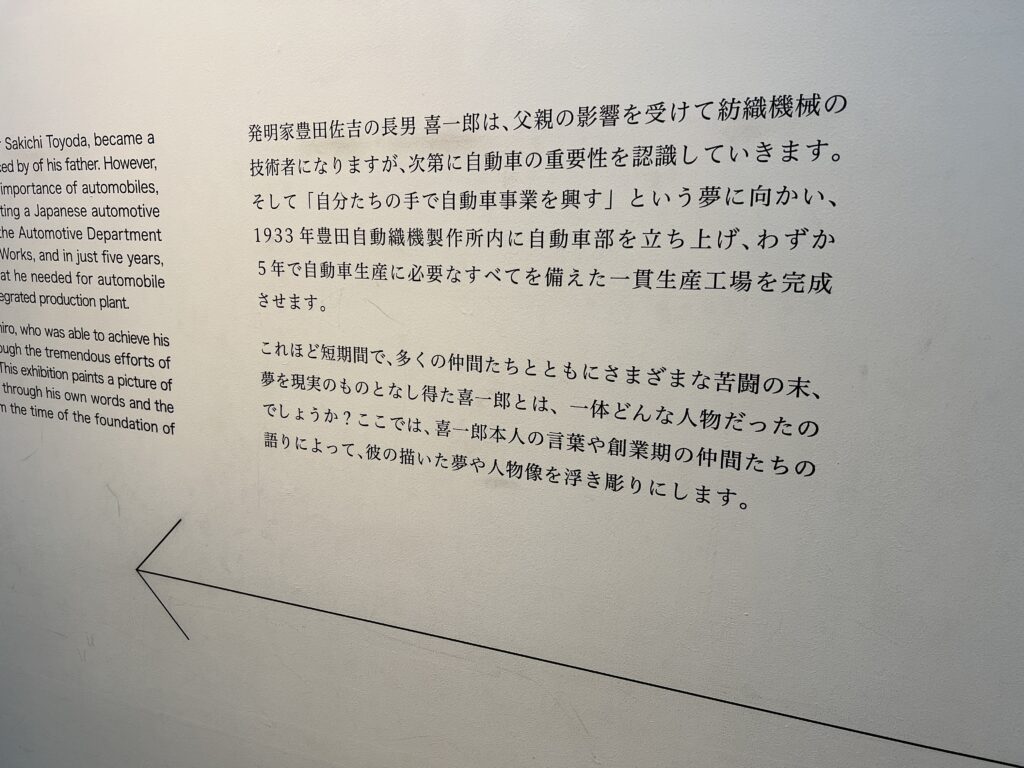 Sakichi Toyoda, became a
by of his father. However,
importance of automobiles,
a Japanese automotive
the Automotive Department
Works, and in just five years,
he needed for automobile
production plant.
who was able to achieve his
the tremendous efforts of
This exhibition paints a picture of
through his own words and the
the time of the foundation of
発明家豊田佐吉の長男 喜一郎は、父親の影響を受けて紡織機械の
技術者になりますが、次第に自動車の重要性を認識していきます。
そして「自分たちの手で自動車事業を興す」という夢に向かい、
1933年豊田自動織機製作所内に自動車部を立ち上げ、わずか
5年で自動車生産に必要なすべてを備えた一貫生産工場を完成
させます。
これほど短期間で、多くの仲間たちとともにさまざまな苦闘の末、
夢を現実のものとなし得た喜一郎とは、一体どんな人物だったの
でしょうか？ここでは、喜一郎本人の言葉や創業期の仲間たちの
語りによって、彼の描いた夢や人物像を浮き彫りにします。